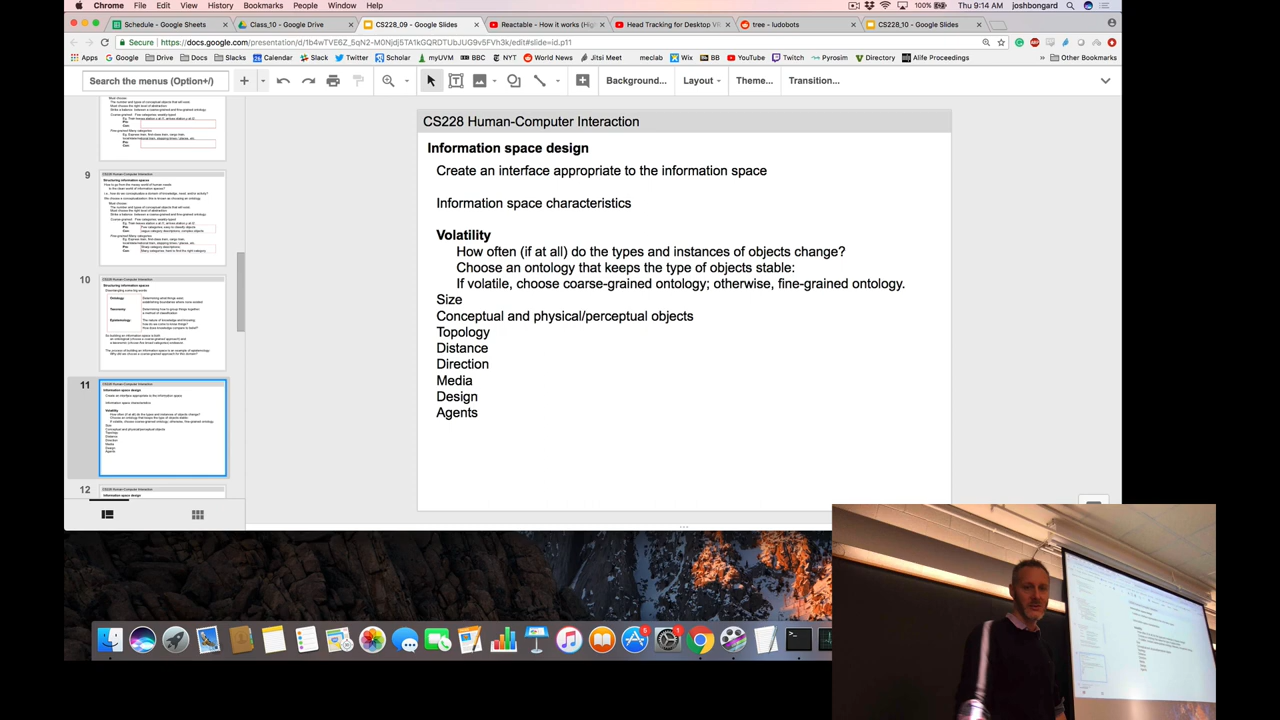 Chrome File Edit View History Bookmarks People Window Help 100% Fri Sep 22 9:14 AM joshbongard
Schedule - Google Sheets Class_10 - Google Drive CS228_09 - Google Slides Reactable - How it works (Hig Head Tracking for Desktop VR tree - ludobots CS228_10 - Google Slides
Secure
Apps Google Drive Docs Slacks Calendar Slack Twitter Scholar myUVM BBC NYT World News Jitsi Meet meclab Wix BB YouTube Twitch Pyrosim Directory Alife Proceedings Other Bookmarks
Search the menus (Option+/) Background... Layout Theme... Transition...
CS228 Human-Computer Interaction
Information space design
Create an interface appropriate to the information space
Information space characteristics
Volatility
How often (if at all) do the types and instances of objects change?
Choose an ontology that keeps the type of objects stable:
If volatile, choose coarse-grained ontology; otherwise, fine-grained ontology.
Size
Conceptual and physical/perceptual objects
Topology
Distance
Direction
Media
Design
Agents
9
10
11
12